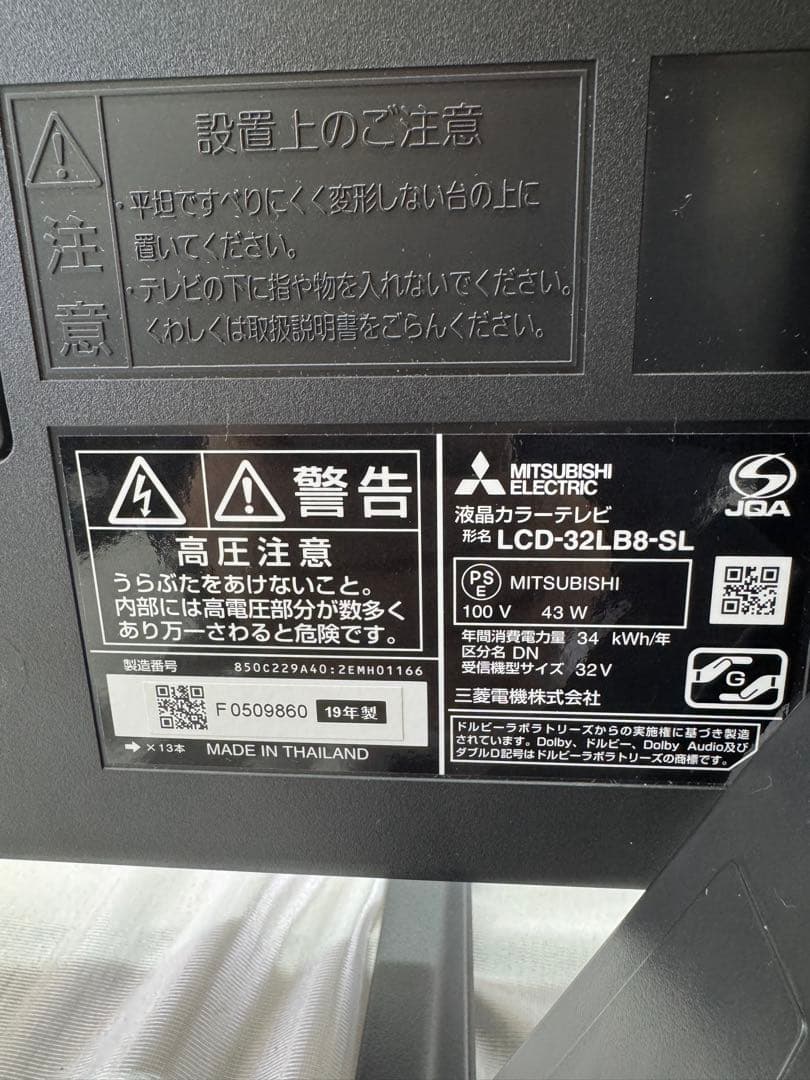 設置上のご注意
注意
・平坦ですべりにくく変形しない台の上に
置いてください。
・テレビの下に指や物を入れないでください。
くわしくは取扱説明書をごらんください。
警告
高圧注意
うらぶたをあけないこと。
内部には高電圧部分が数多く
あり万一さわると危険です。
製造番号 850C229A40:2EMH01166
F0509860 19年製
×13本 MADE IN THAILAND
MITSUBISHI
ELECTRIC
JQA
液晶カラーテレビ
形名 LCD-32LB8-SL
PS
E
MITSUBISHI
100 V 43 W
年間消費電力量 34 kWh/年
区分名 DN
受信機型サイズ 32V
G
三菱電機株式会社
ドルビーラボラトリーズからの実施権に基づき製造
されています。Dolby、ドルビー、Dolby Audio及び
ダブルD記号はドルビーラボラトリーズの商標です。